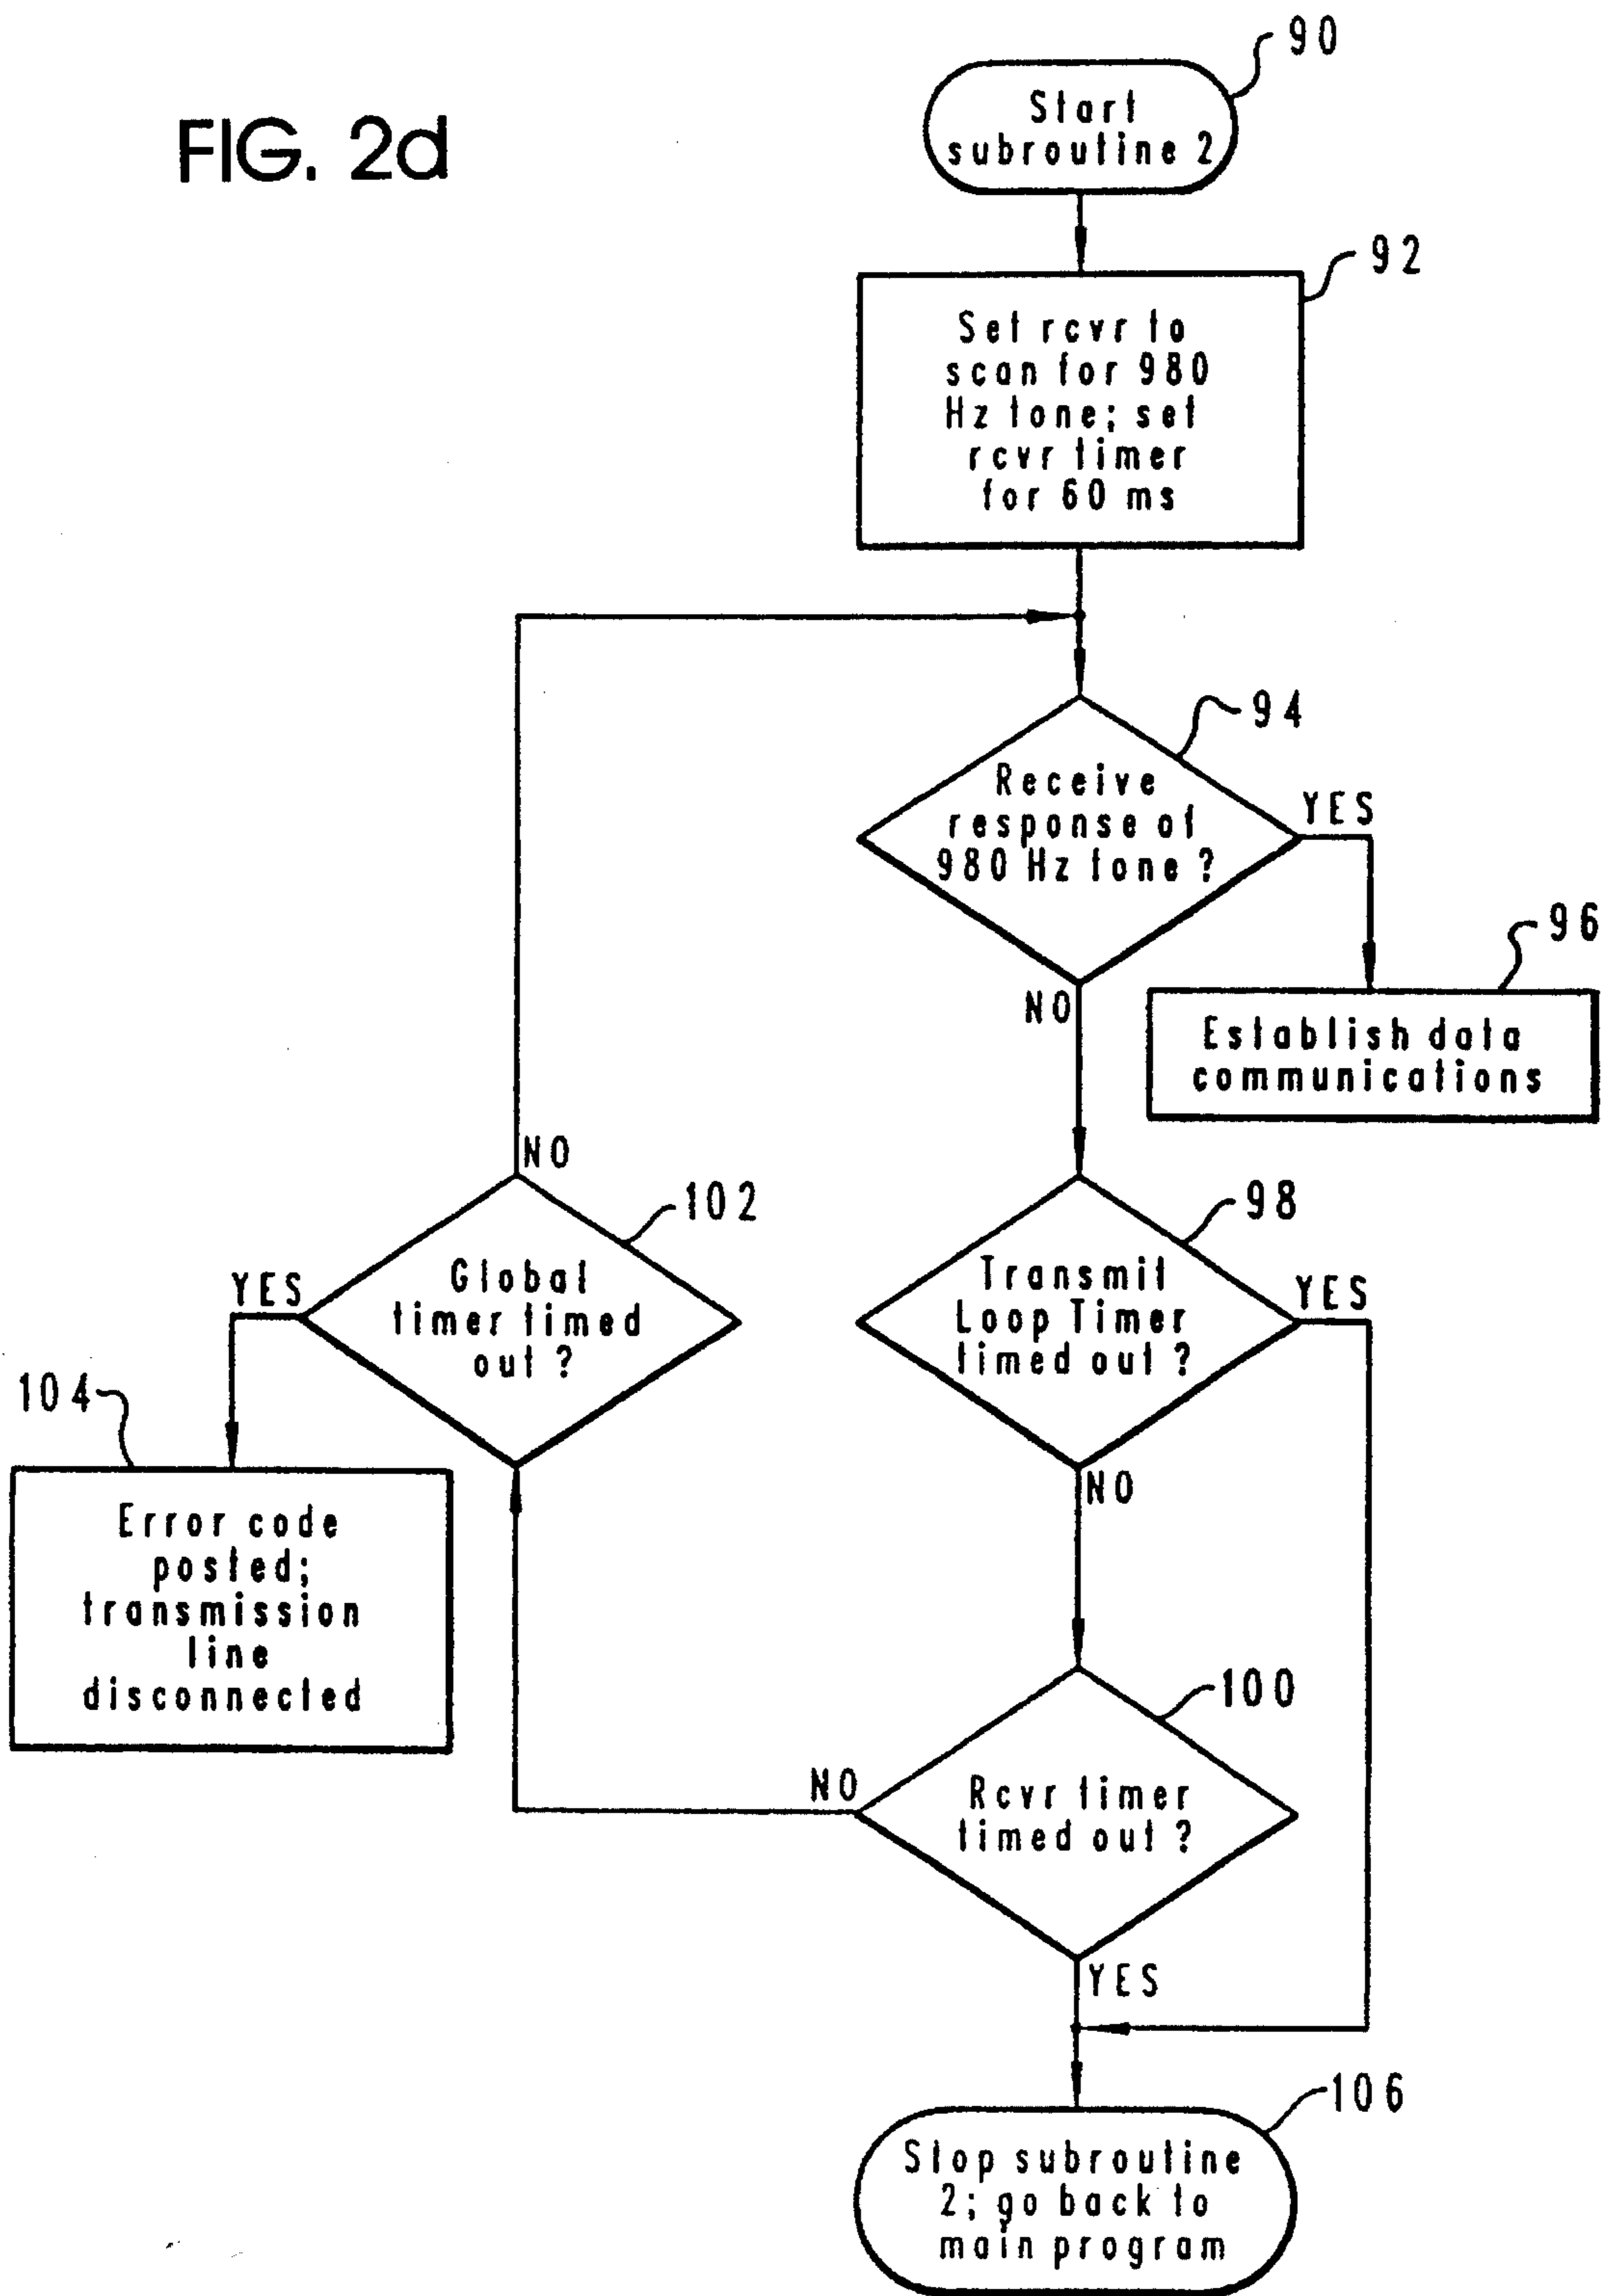 FIG. 2d
90
Start
subroutine 2
92
Set rcvr to
scan for 980
Hz tone; set
rcvr timer
for 60 ms
94
Receive
response of
980 Hz tone ?
YES
NO
96
Establish data
communications
98
Transmit
Loop Timer
timed out ?
YES
NO
102
Global
timer timed
out ?
NO
YES
104
Error code
posted;
transmission
line
disconnected
100
Rcvr timer
timed out ?
NO
YES
106
Stop subroutine
2; go back to
main program